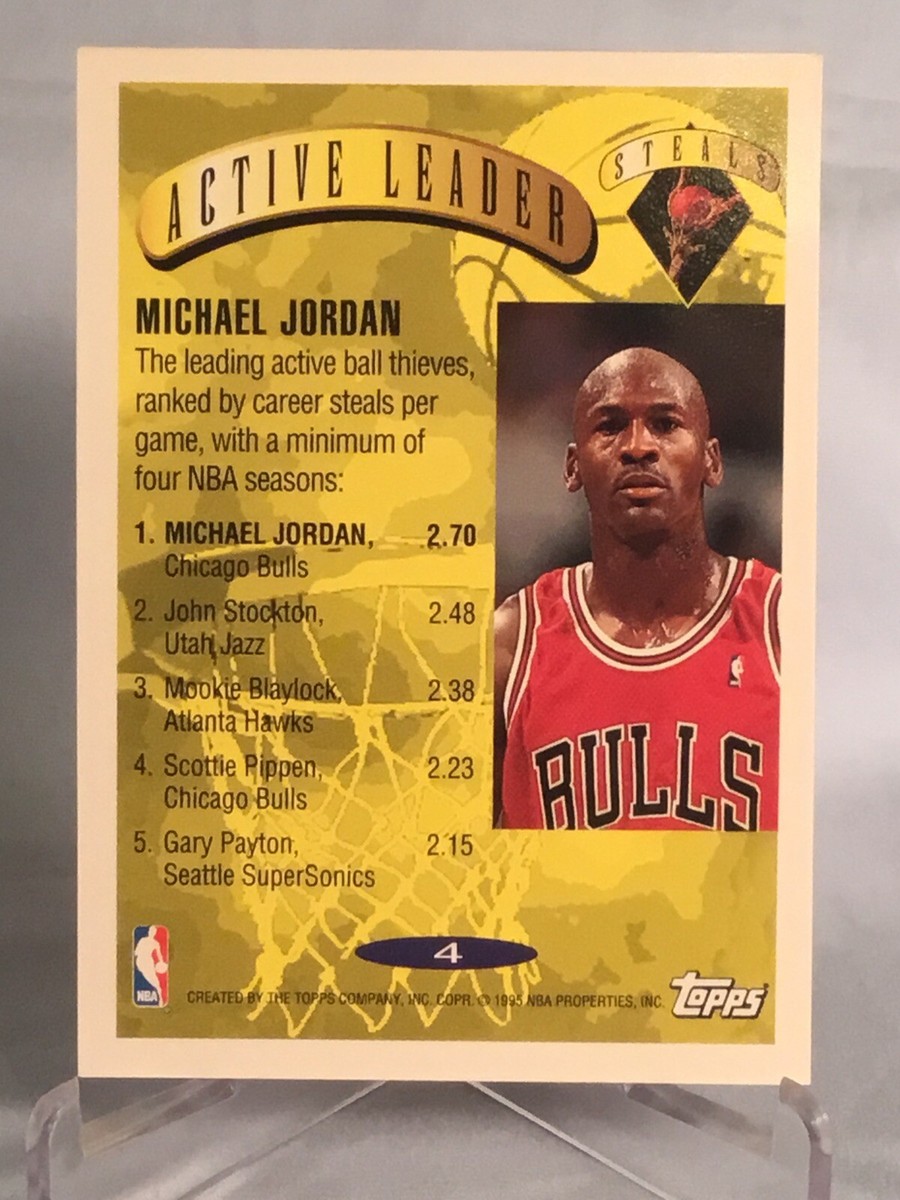 ACTIVE LEADER
STEALS
MICHAEL JORDAN
The leading active ball thieves,
ranked by career steals per
game, with a minimum of
four NBA seasons:
1. MICHAEL JORDAN, 2.70
Chicago Bulls
2. John Stockton, 2.48
Utah Jazz
3. Mookie Blaylock, 2.38
Atlanta Hawks
4. Scottie Pippen, 2.23
Chicago Bulls
5. Gary Payton, 2.15
Seattle SuperSonics
BULLS
4
NBA
CREATED BY THE TOPPS COMPANY, INC. COPR. © 1995 NBA PROPERTIES, INC.
TOPPS